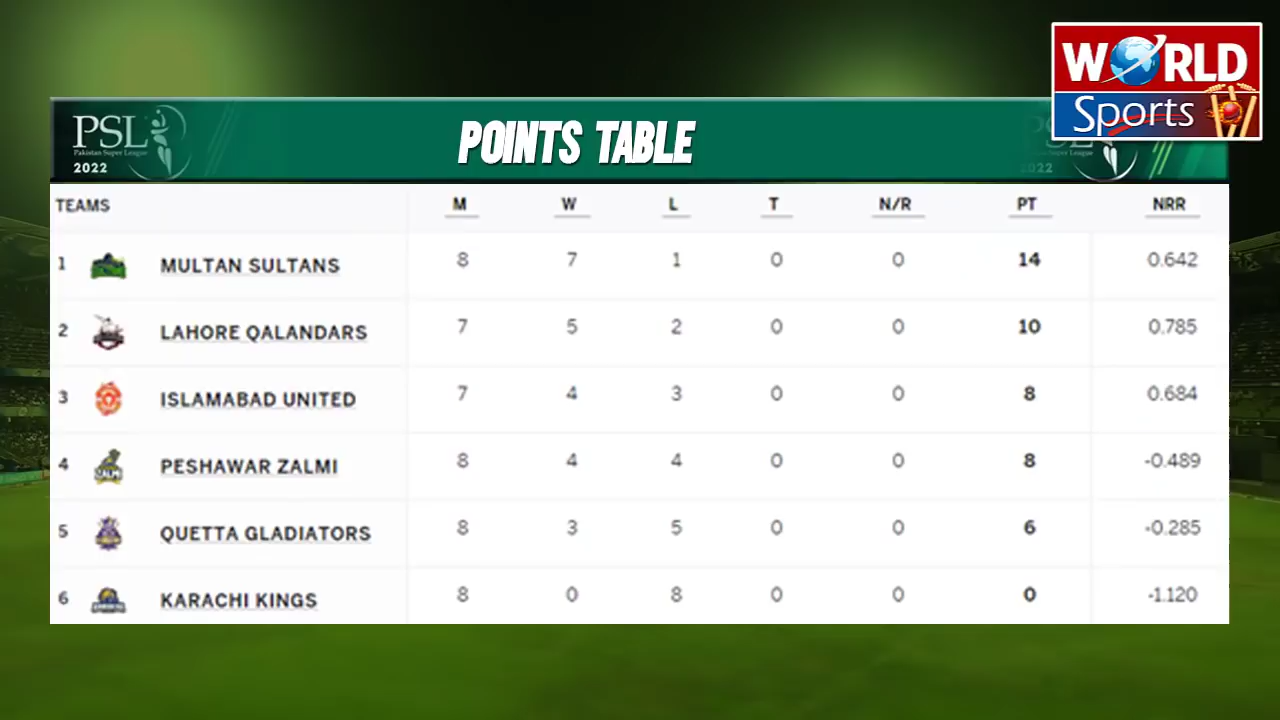 WORLD
Sports
PSL
Pakistan Super League
2022
POINTS TABLE
2022
TEAMS M W L T N/R PT NRR
1 MULTAN SULTANS 8 7 1 0 0 14 0.642
2 LAHORE QALANDARS 7 5 2 0 0 10 0.785
3 ISLAMABAD UNITED 7 4 3 0 0 8 0.684
4 ZALMI PESHAWAR ZALMI 8 4 4 0 0 8 -0.489
5 QUETTA GLADIATORS 8 3 5 0 0 6 -0.285
6 KARACHI KINGS 8 0 8 0 0 0 -1.120